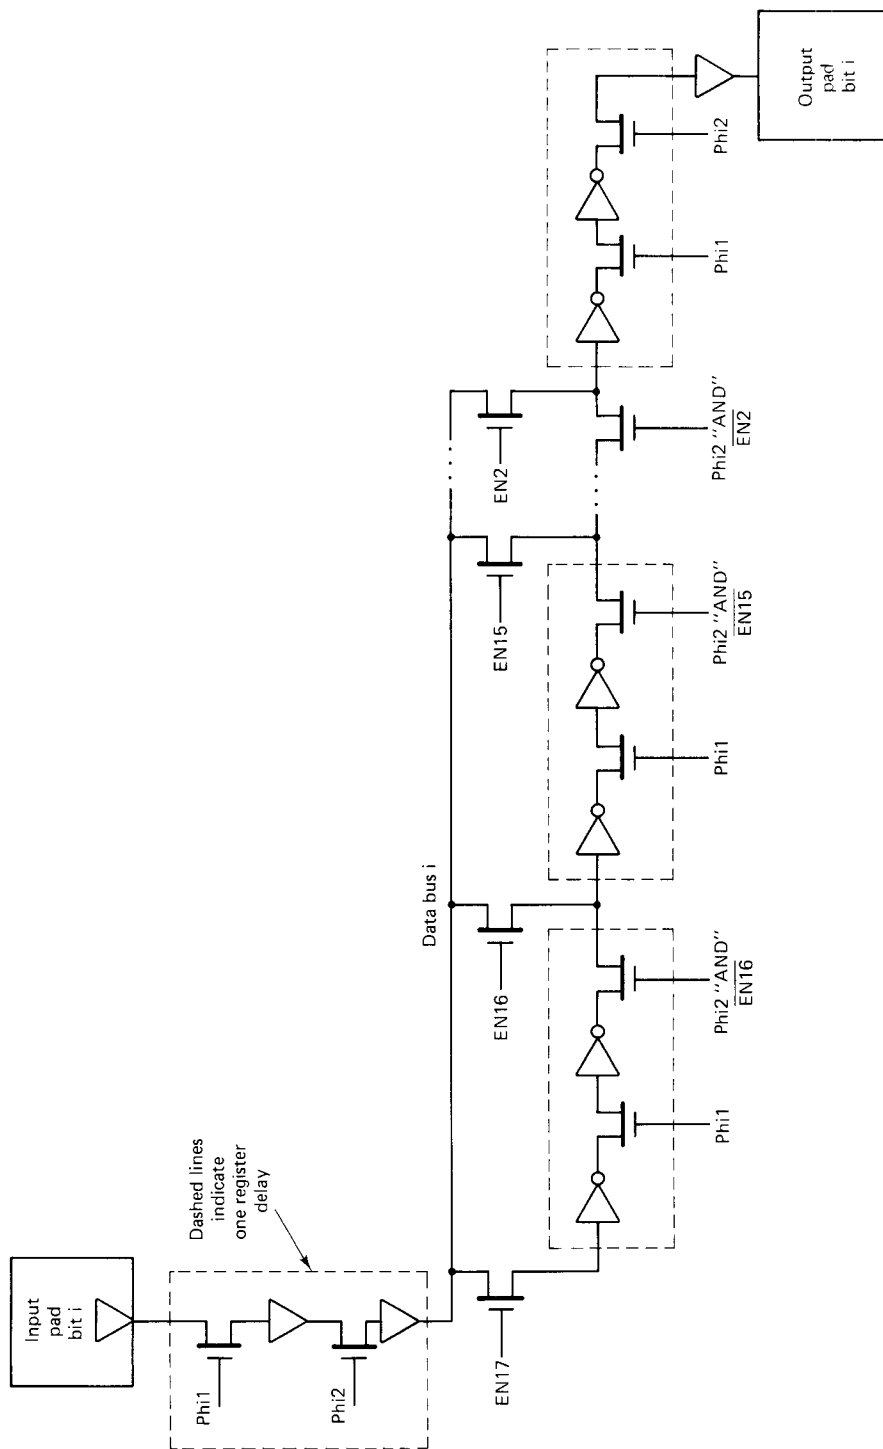 Input
pad
bit i
Phi1
Phi2
Dashed lines
indicate
one register
delay
Data bus i
EN17
EN16
EN15
EN2
Phi1
Phi2 "AND"
EN16
Phi1
Phi2 "AND"
EN15
Phi2 "AND"
EN2
Phi1
Phi2
Output
pad
bit i